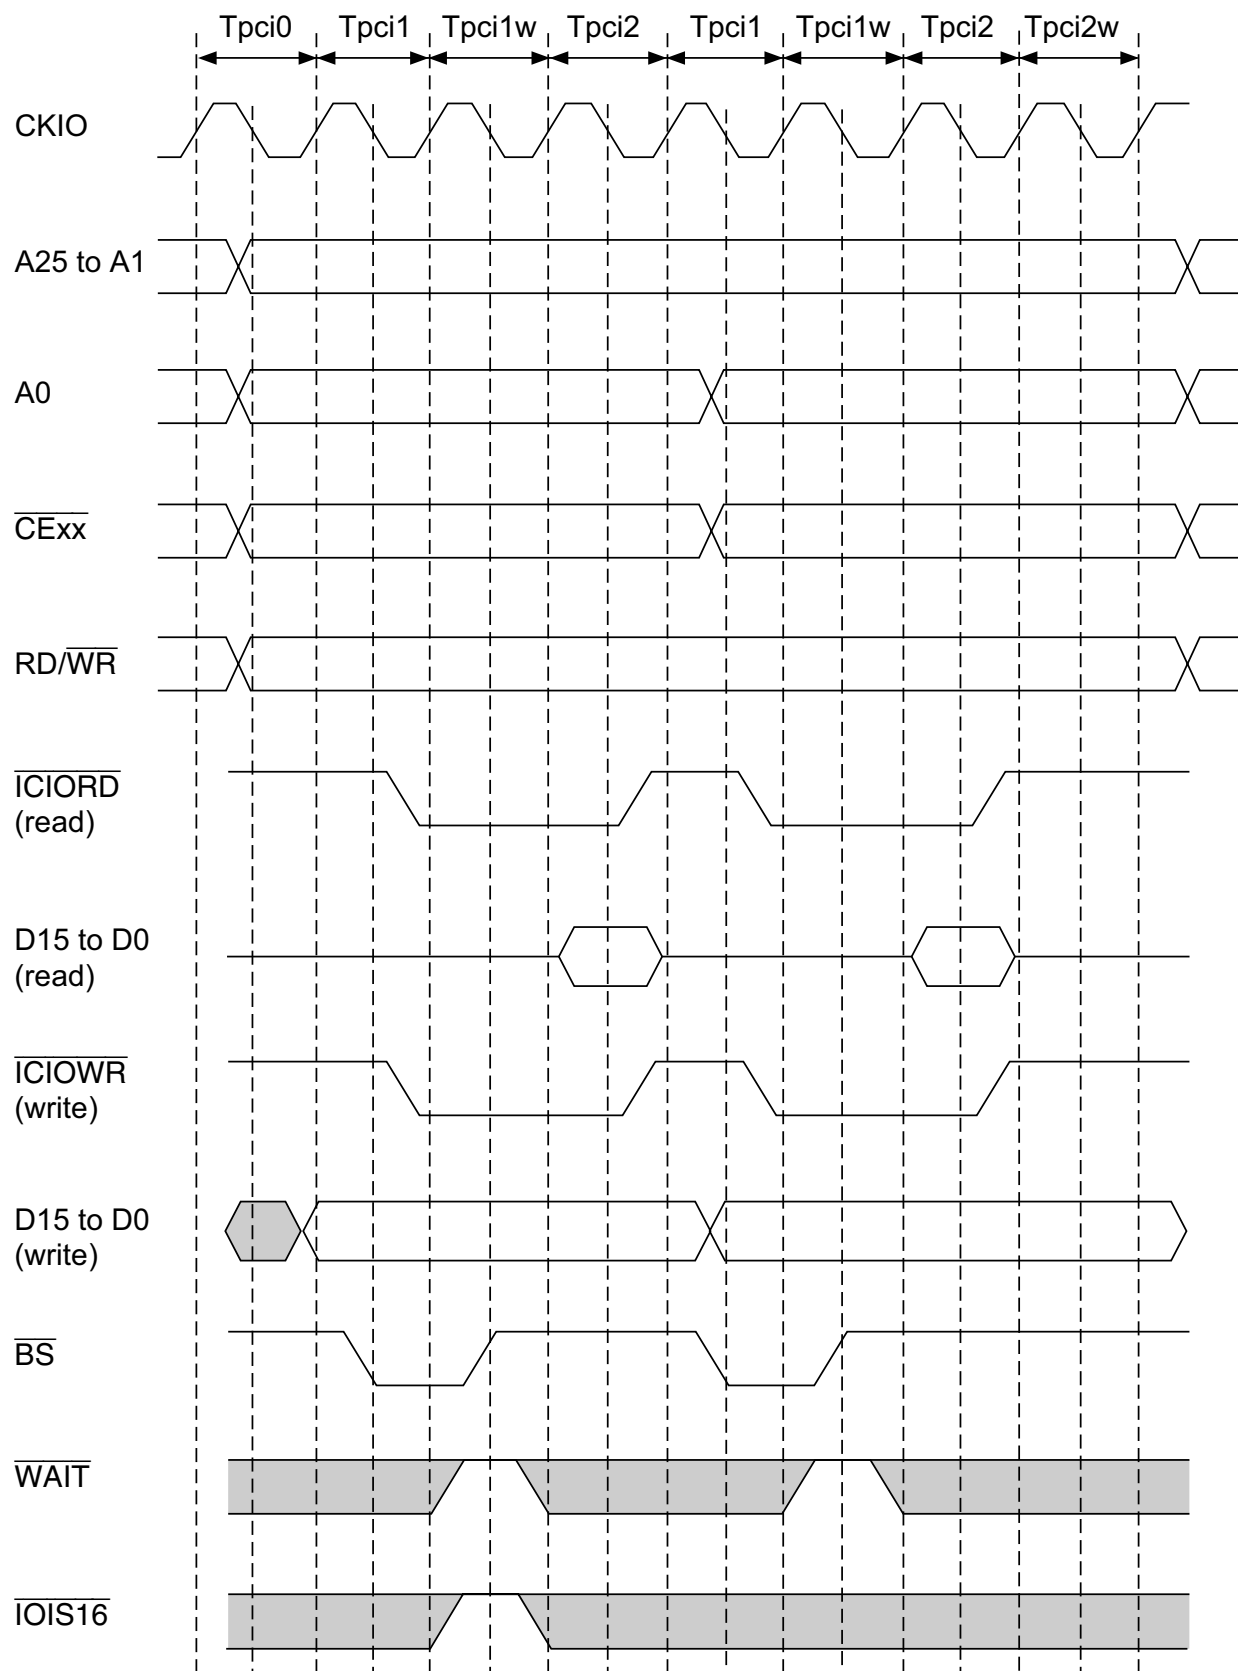 Tpci0 Tpci1 Tpci1w Tpci2 Tpci1 Tpci1w Tpci2 Tpci2w
CKIO
A25 to A1
A0
CExx
RD/WR
ICIORD
(read)
D15 to D0
(read)
ICIOWR
(write)
D15 to D0
(write)
BS
WAIT
IOIS16